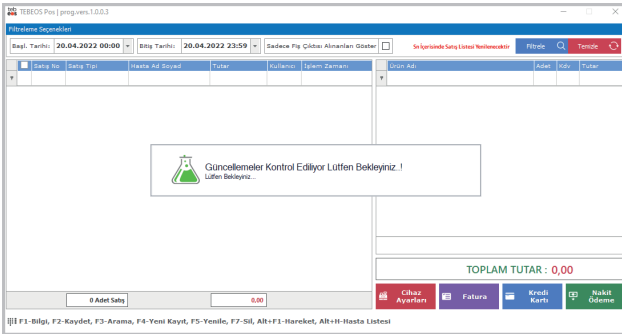 teb eos TEBEOS Pos | prog.vers.1.0.0.3
Filtreleme Seçenekleri
Başl. Tarihi: 20.04.2022 00:00 Bitiş Tarihi: 20.04.2022 23:59 Sadece Fiş Çıktısı Alınanları Göster Sn İçerisinde Satış Listesi Yenilenecektir Filtrele Temizle
Satış No Satış Tipi Hasta Ad Soyad Tutar Kullanıcı İşlem Zamanı Ürün Adı Adet Kdv Tutar
Güncellemeler Kontrol Ediliyor Lütfen Bekleyiniz..!
Lütfen Bekleyiniz...
TOPLAM TUTAR : 0,00
0 Adet Satış 0,00
Cihaz Ayarları Fatura Kredi Kartı Nakit Ödeme
F1-Bilgi, F2-Kaydet, F3-Arama, F4-Yeni Kayıt, F5-Yenile, F7-Sil, Alt+F1-Hareket, Alt+H-Hasta Listesi